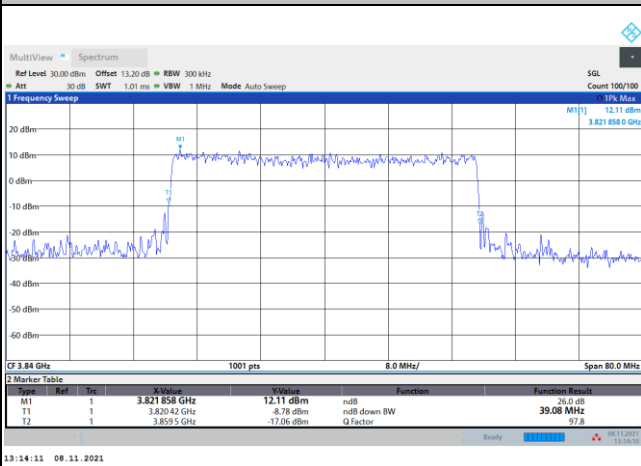 MultiView Spectrum
Ref Level 30.00 dBm Offset 13.20 dB RBW 300 kHz SGL
Att 30 dB SWT 1.01 ms VBW 1 MHz Mode Auto Sweep Count 100/100
1 Frequency Sweep 1Pk Max
M1[1] 12.11 dBm
3.821 858 0 GHz
20 dBm
M1
10 dBm
0 dBm
T1
-10 dBm
T2
-20 dBm
-30 dBm
-40 dBm
-50 dBm
-60 dBm
CF 3.84 GHz 1001 pts 8.0 MHz/ Span 80.0 MHz
2 Marker Table
Type Ref Trc X-Value Y-Value Function Function Result
M1 1 3.821 858 GHz 12.11 dBm ndB 26.0 dB
T1 1 3.820 42 GHz -8.78 dBm ndB down BW 39.08 MHz
T2 1 3.859 5 GHz -17.06 dBm Q Factor 97.8
Ready 08.11.2021
13:14:10
13:14:11 08.11.2021